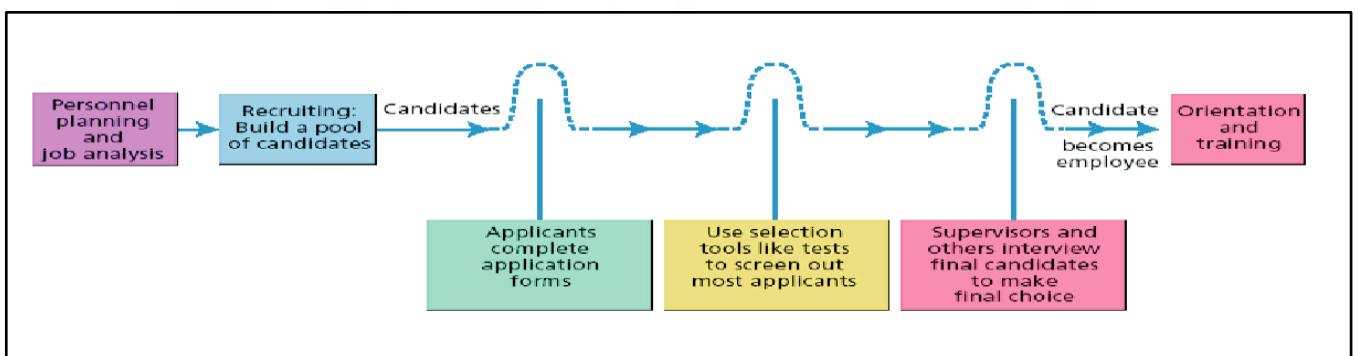 Personnel
planning
and
job analysis
Recruiting:
Build a pool
of candidates
Candidates
Candidate
becomes
employee
Orientation
and
training
Applicants
complete
application
forms
Use selection
tools like tests
to screen out
most applicants
Supervisors and
others interview
final candidates
to make
final choice